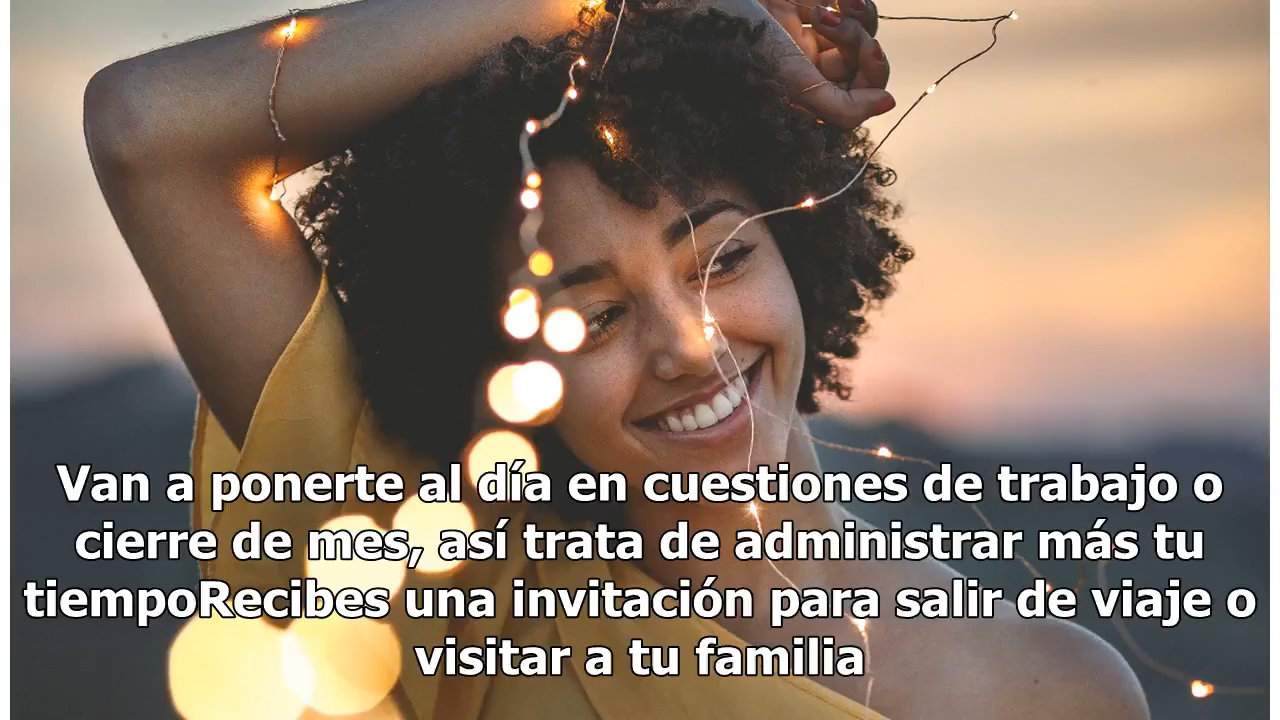 Van a ponerte al día en cuestiones de trabajo o
cierre de mes, así trata de administrar más tu
tiempoRecibes una invitación para salir de viaje o
visitar a tu familia